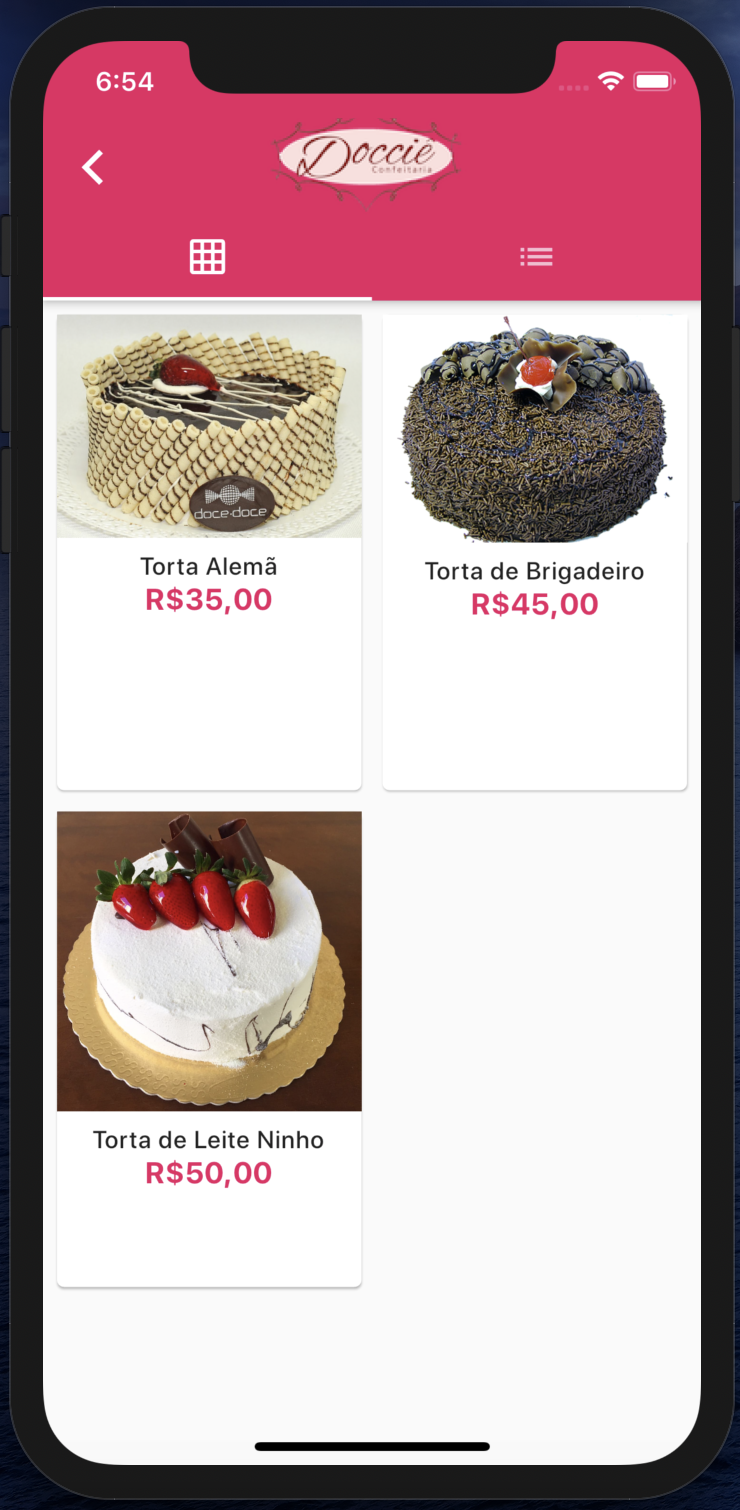 6:54
Docciê
Confeitaria
doce·doce
Torta Alemã
R$35,00
Torta de Brigadeiro
R$45,00
Torta de Leite Ninho
R$50,00